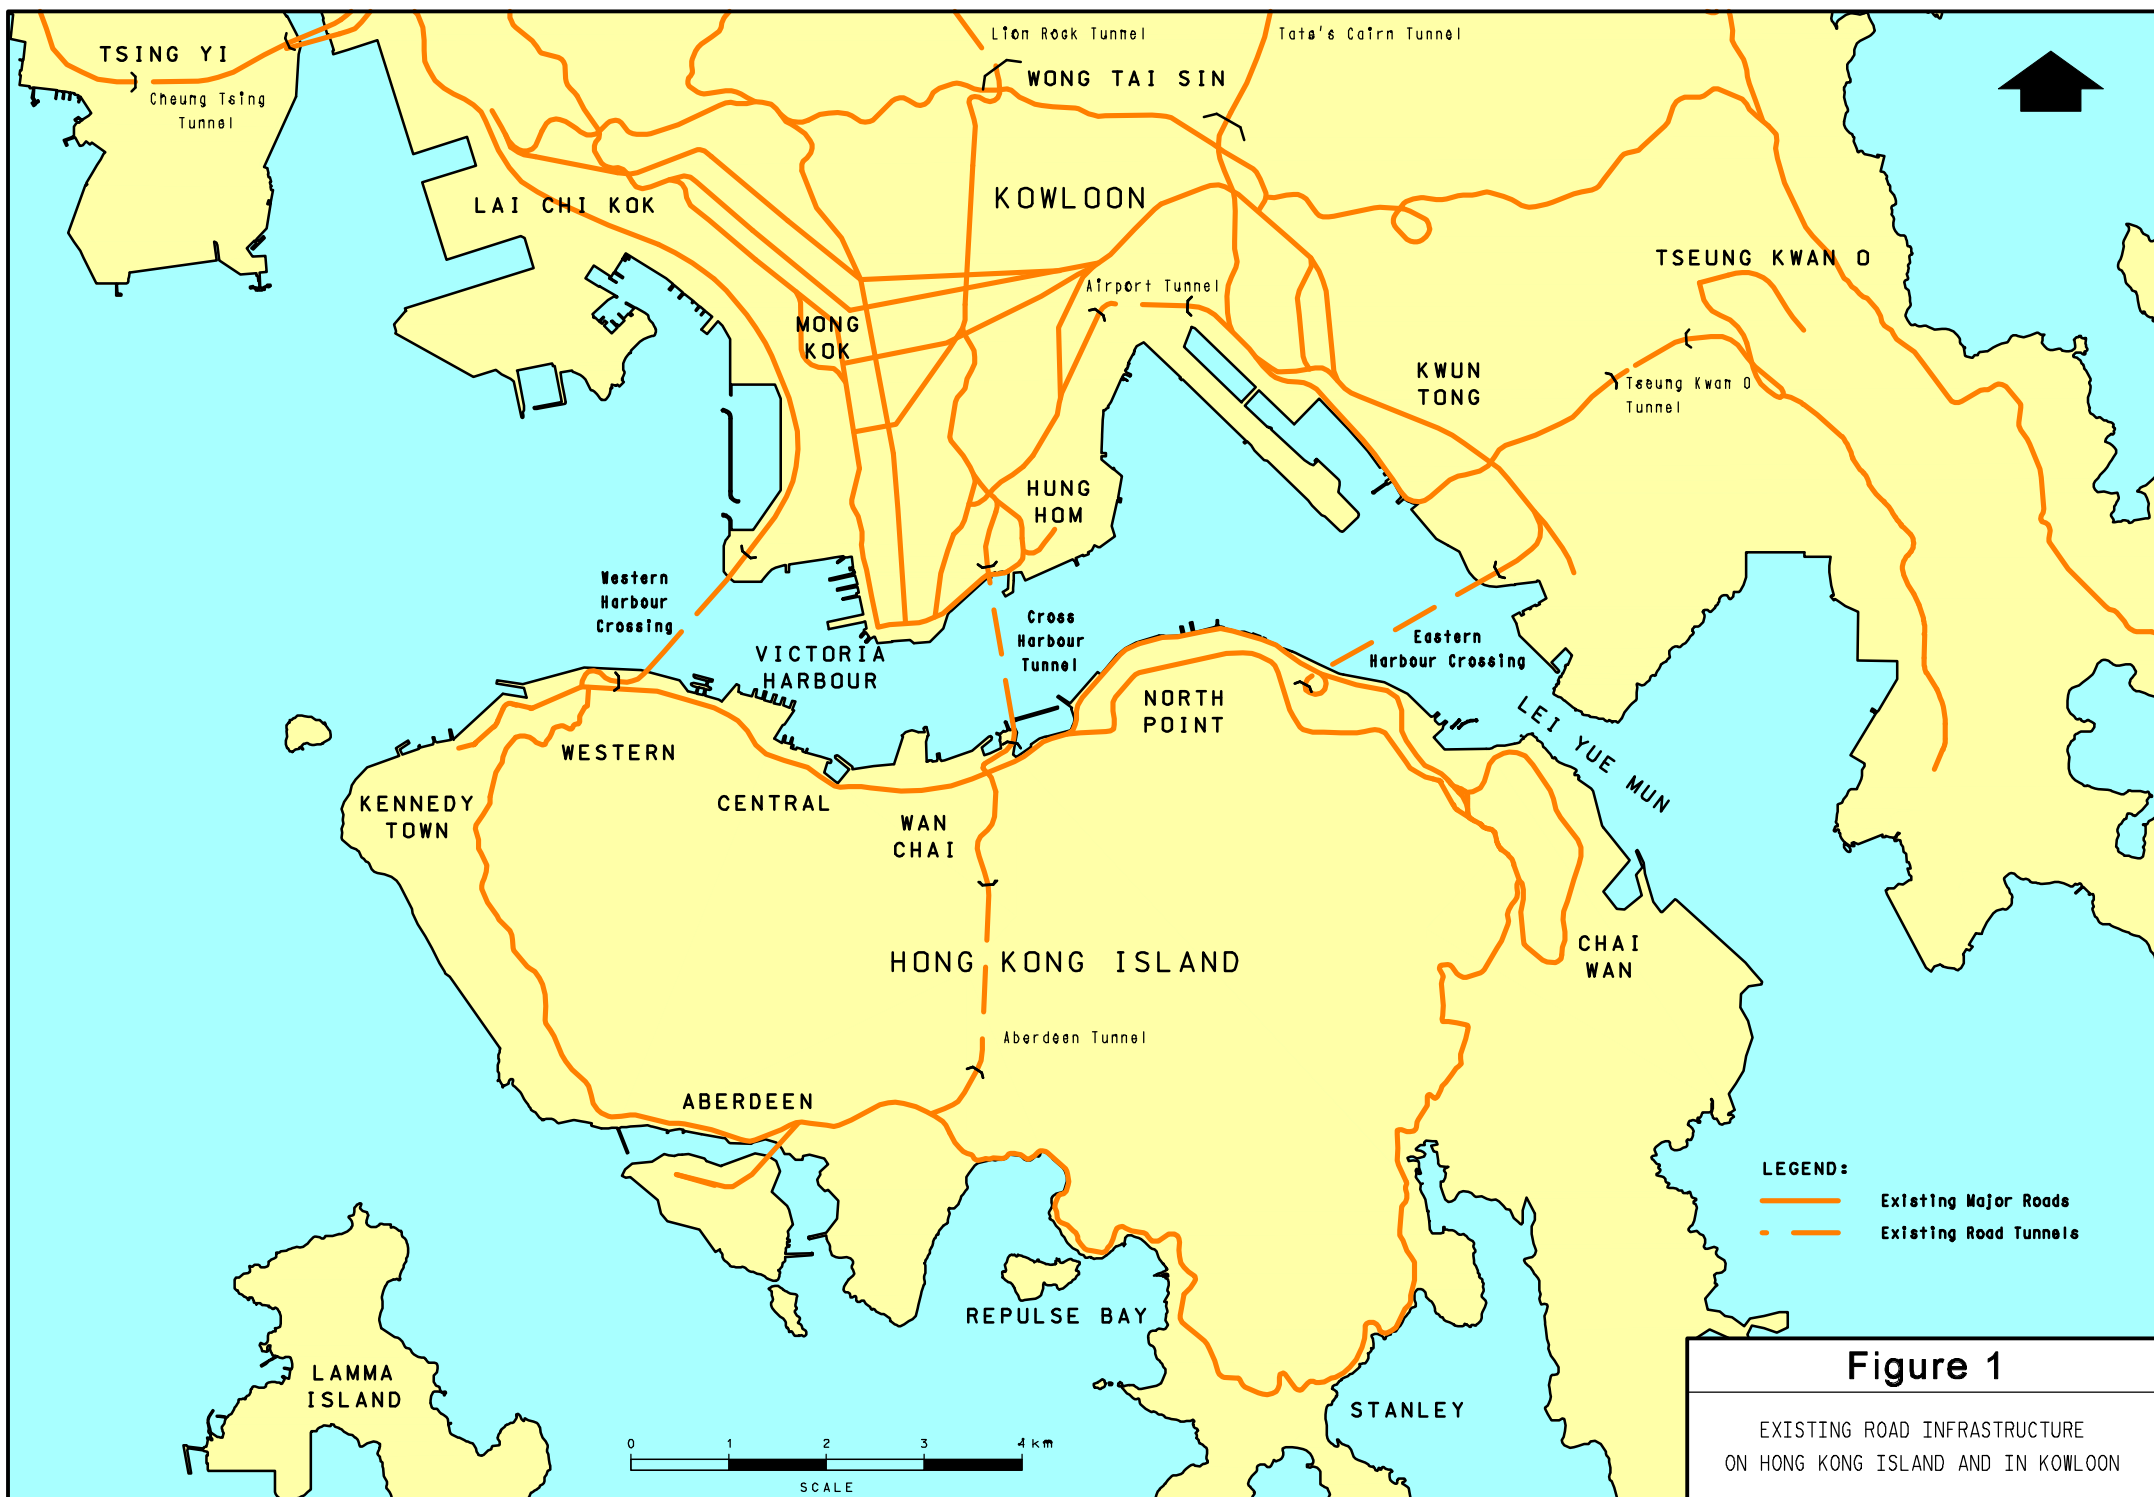 Lion Rock Tunnel
Tate's Cairn Tunnel
TSING YI
WONG TAI SIN
Cheung Tsing
Tunnel
KOWLOON
LAI CHI KOK
TSEUNG KWAN O
Airport Tunnel
MONG
KOK
KWUN
TONG
Tseung Kwan O
Tunnel
HUNG
HOM
Western
Harbour
Crossing
Cross
Harbour
Tunnel
Eastern
Harbour Crossing
VICTORIA
HARBOUR
NORTH
POINT
LEI YUE MUN
WESTERN
KENNEDY
TOWN
CENTRAL
WAN
CHAI
CHAI
WAN
HONG KONG ISLAND
Aberdeen Tunnel
ABERDEEN
LEGEND:
Existing Major Roads
Existing Road Tunnels
REPULSE BAY
LAMMA
ISLAND
STANLEY
0 1 2 3 4 km
SCALE
Figure 1
EXISTING ROAD INFRASTRUCTURE
ON HONG KONG ISLAND AND IN KOWLOON